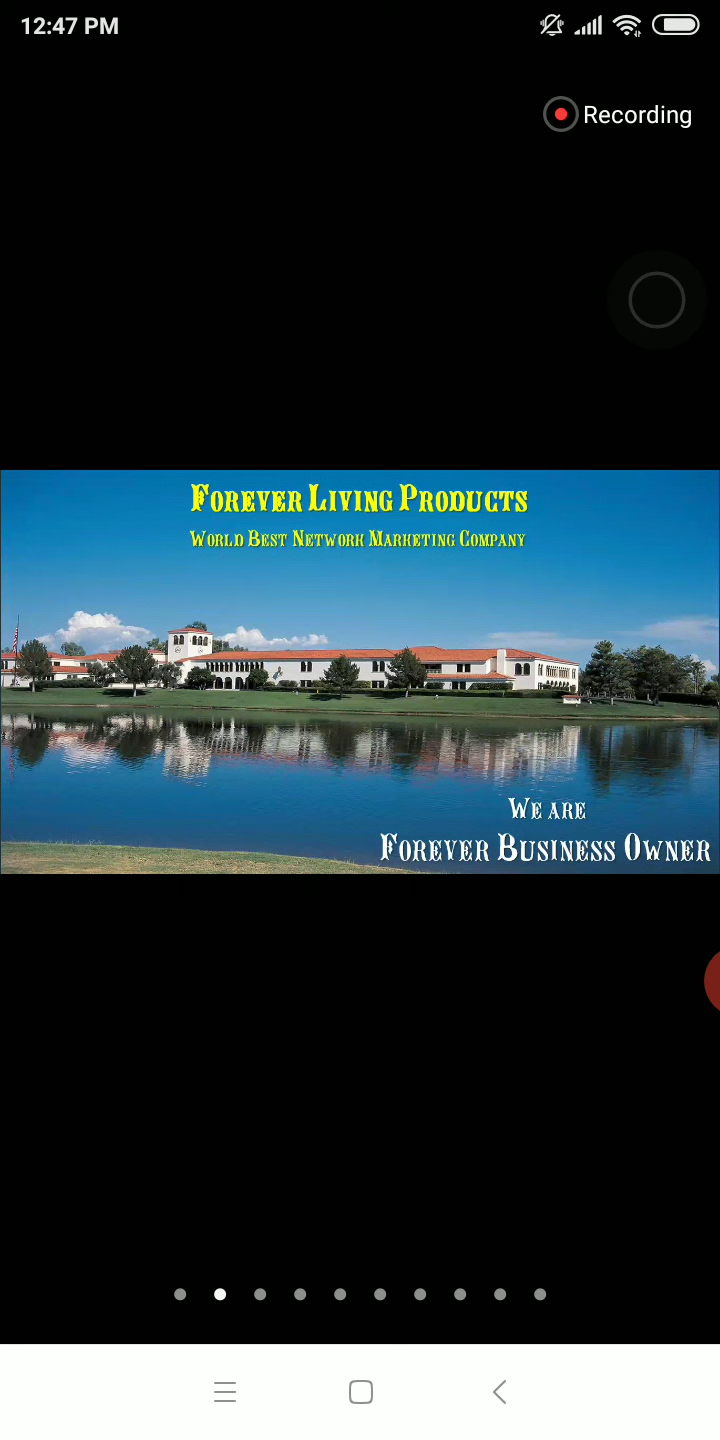 12:47 PM
Recording
Forever Living Products
World Best Network Marketing Company
We are
Forever Business Owner